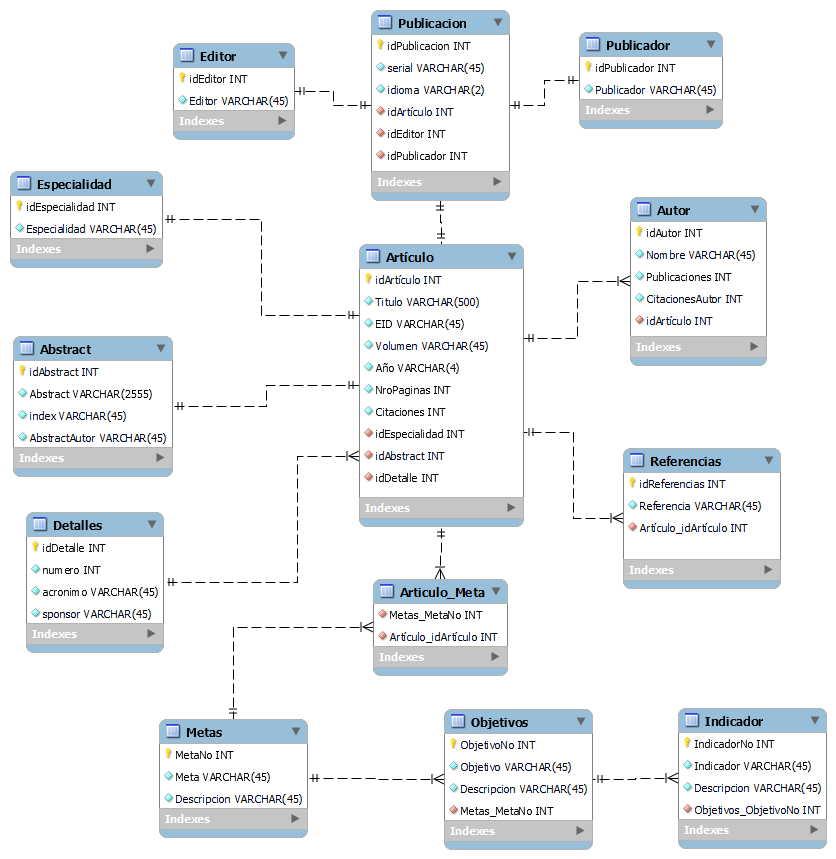 Publicacion
idPublicacion INT
serial VARCHAR(45)
idioma VARCHAR(2)
idArtículo INT
idEditor INT
idPublicador INT
Indexes
Editor
idEditor INT
Editor VARCHAR(45)
Indexes
Publicador
idPublicador INT
Publicador VARCHAR(45)
Indexes
Especialidad
idEspecialidad INT
Especialidad VARCHAR(45)
Indexes
Autor
idAutor INT
Nombre VARCHAR(45)
Publicaciones INT
CitacionesAutor INT
idArtículo INT
Indexes
Artículo
idArtículo INT
Titulo VARCHAR(500)
EID VARCHAR(45)
Volumen VARCHAR(45)
Año VARCHAR(4)
NroPaginas INT
Citaciones INT
idEspecialidad INT
idAbstract INT
idDetalle INT
Indexes
Abstract
idAbstract INT
Abstract VARCHAR(2555)
index VARCHAR(45)
AbstractAutor VARCHAR(45)
Indexes
Referencias
idReferencias INT
Referencia VARCHAR(45)
Artículo_idArtículo INT
Indexes
Detalles
idDetalle INT
numero INT
acronimo VARCHAR(45)
sponsor VARCHAR(45)
Indexes
Articulo_Meta
Metas_MetaNo INT
Artículo_idArtículo INT
Indexes
Metas
MetaNo INT
Meta VARCHAR(45)
Descripcion VARCHAR(45)
Indexes
Objetivos
ObjetivoNo INT
Objetivo VARCHAR(45)
Descripcion VARCHAR(45)
Metas_MetaNo INT
Indexes
Indicador
IndicadorNo INT
Indicador VARCHAR(45)
Descripcion VARCHAR(45)
Objetivos_ObjetivoNo INT
Indexes